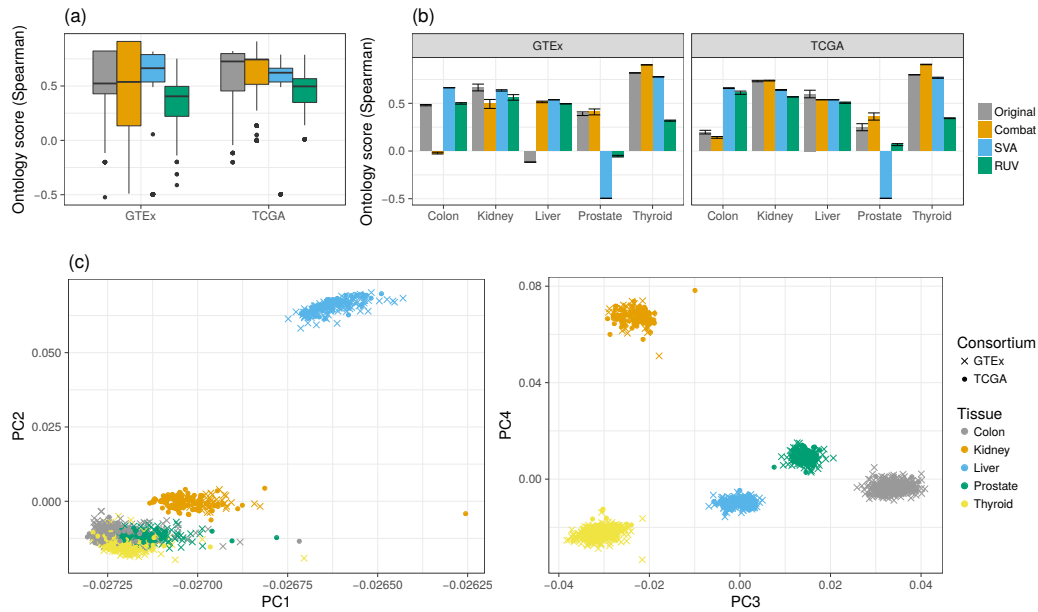 (a)
Ontology score (Spearman)
0.5
0.0
−0.5
GTEx
TCGA
(b)
Ontology score (Spearman)
GTEx
TCGA
0.5
0.0
−0.5
Colon
Kidney
Liver
Prostate
Thyroid
Colon
Kidney
Liver
Prostate
Thyroid
Original
Combat
SVA
RUV
(c)
PC2
0.050
0.025
0.000
−0.02725
−0.02700
−0.02675
−0.02650
−0.02625
PC1
PC4
0.08
0.04
0.00
−0.04
−0.02
0.00
0.02
0.04
PC3
Consortium
GTEx
TCGA
Tissue
Colon
Kidney
Liver
Prostate
Thyroid